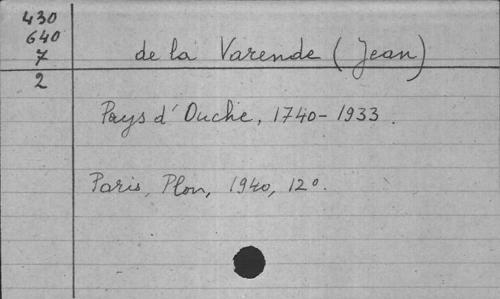 430
640
7
2
de la Varende (Jean)
Pays d'Ouche, 1740-1933.
Paris, Plon, 1940, 12°.